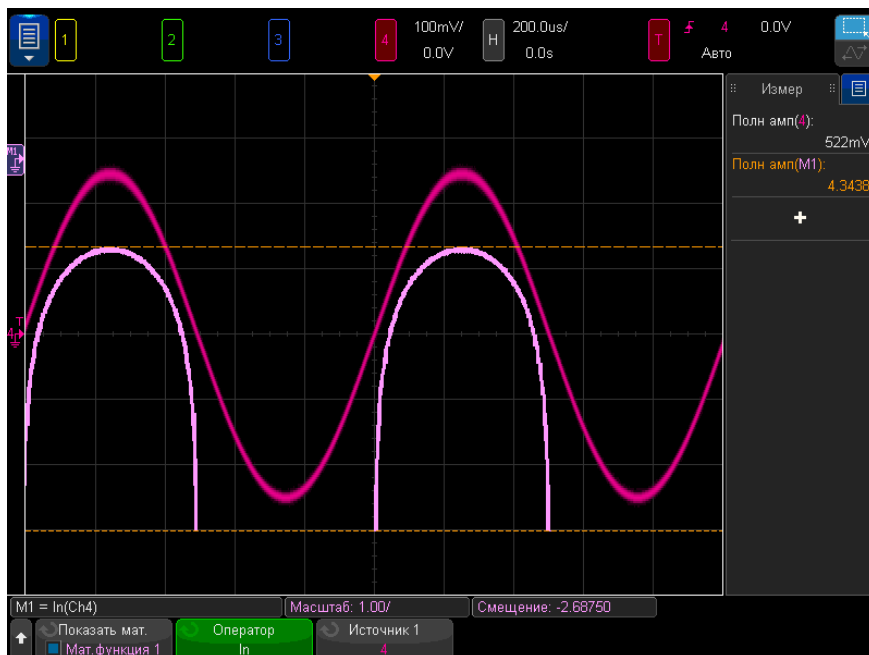 1 2 3 4 100mV/ 0.0V H 200.0us/ 0.0s T 4 0.0V Авто
Измер
Полн амп(4):
522mV
Полн амп(M1):
4.3438
+
M1
T
4
M1 = ln(Ch4)
Масштаб: 1.00/
Смещение: -2.68750
Показать мат.
Мат.функция 1
Оператор
ln
Источник 1
4